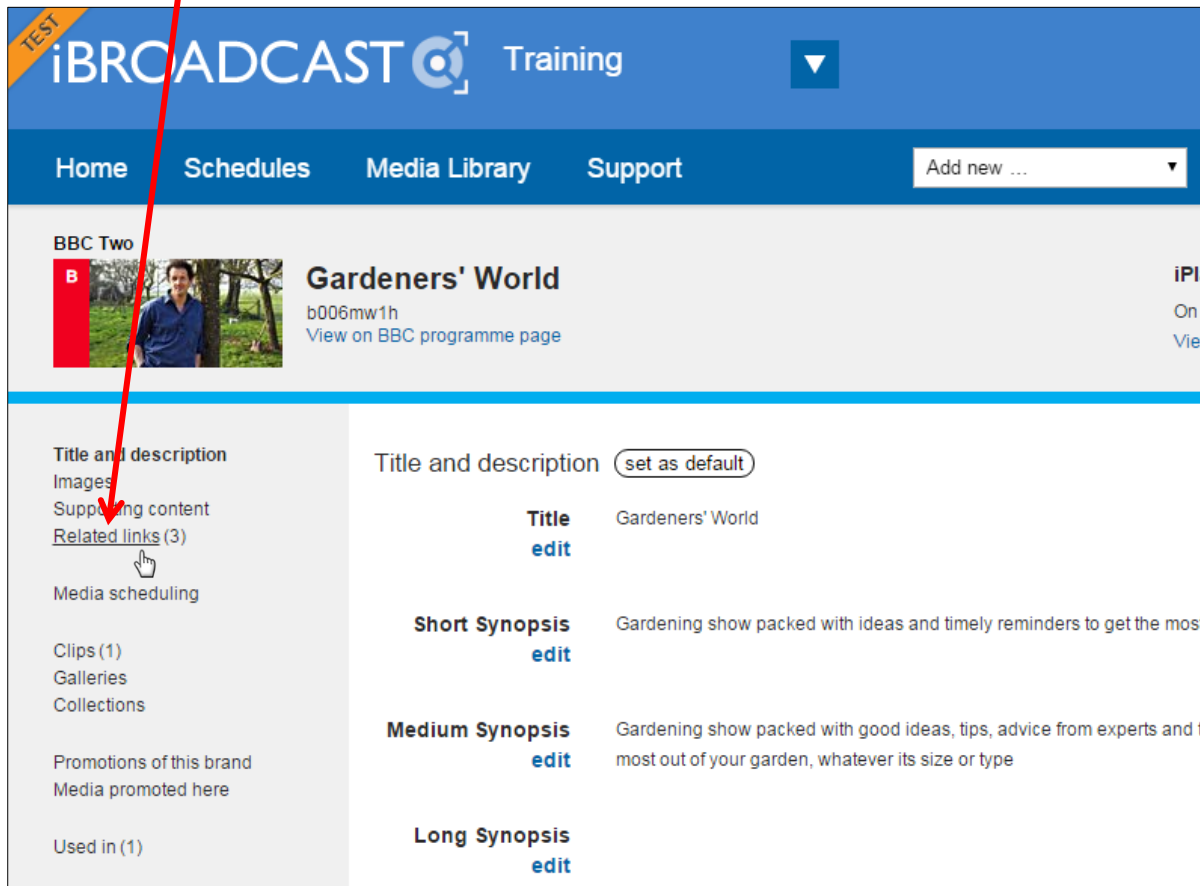 TEST
iBROADCAST Training
Home Schedules Media Library Support Add new ...
BBC Two
B
Gardeners' World
b006mw1h
View on BBC programme page
iPl
On
Vie
Title and description
Images
Supporting content
Related links (3)
Media scheduling
Clips (1)
Galleries
Collections
Promotions of this brand
Media promoted here
Used in (1)
Title and description set as default
Title Gardeners' World
edit
Short Synopsis Gardening show packed with ideas and timely reminders to get the most
edit
Medium Synopsis Gardening show packed with good ideas, tips, advice from experts and
edit most out of your garden, whatever its size or type
Long Synopsis
edit